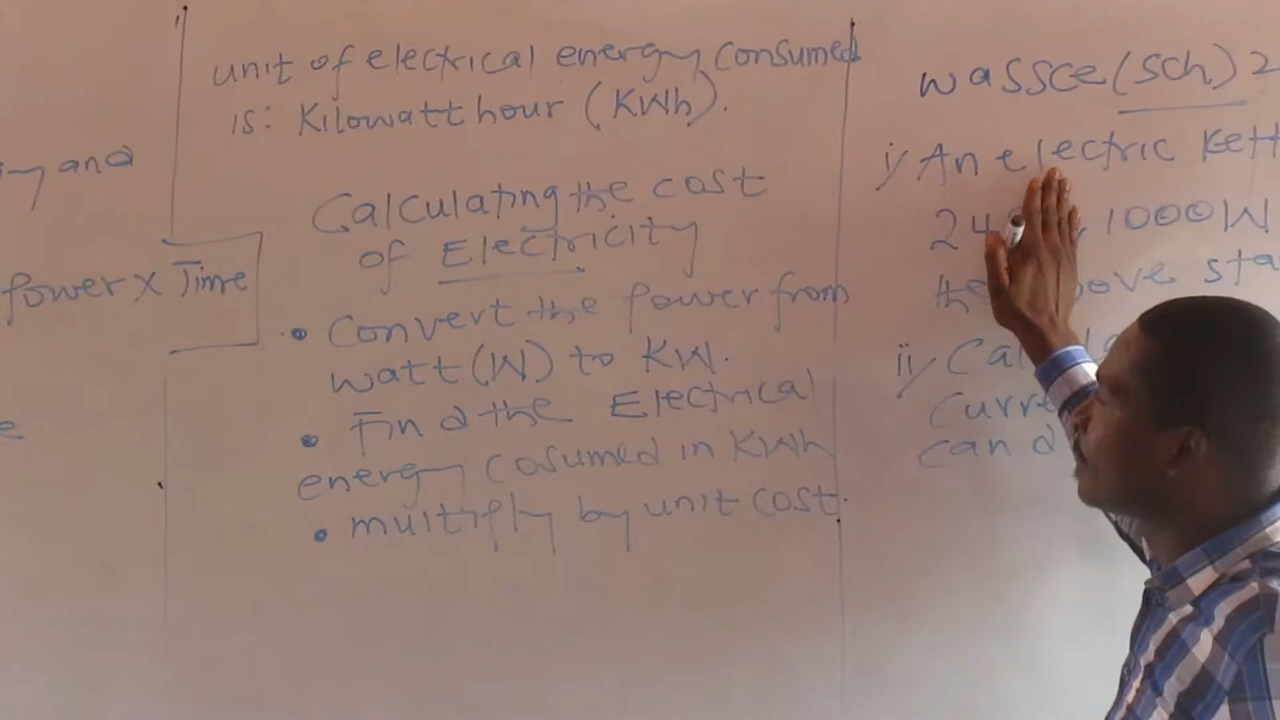 y and
Power x Time
e
unit of electrical energy consumed
is: Kilowatt hour (KWh).
Calculating the cost
of Electricity
• Convert the power from
watt (W) to KW.
• Find the Electrical
energy cosumed in KWh
• multiply by unit cost.
wassce (sch) 2
i/ An electric Kett
24 , 1000W
the above sta
ii/ Cal
Curre
can d